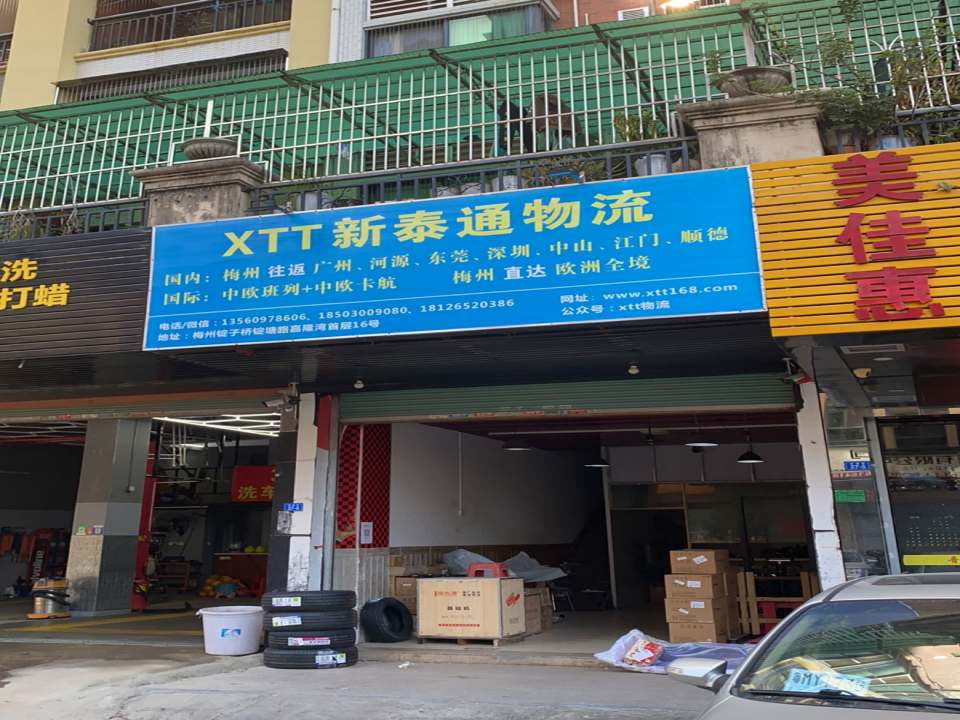 XTT新泰通物流
国内：梅州 往返 广州、河源、东莞、深圳、中山、江门、顺德
国际：中欧班列+中欧卡航 梅州 直达 欧洲全境
电话/微信：13560978606、18503009080、18126520386
网址：www.xtt168.com
地址：梅州锭子桥锭塘路嘉隆湾首层16号
公众号：xtt物流
洗
打蜡
美佳惠
洗车